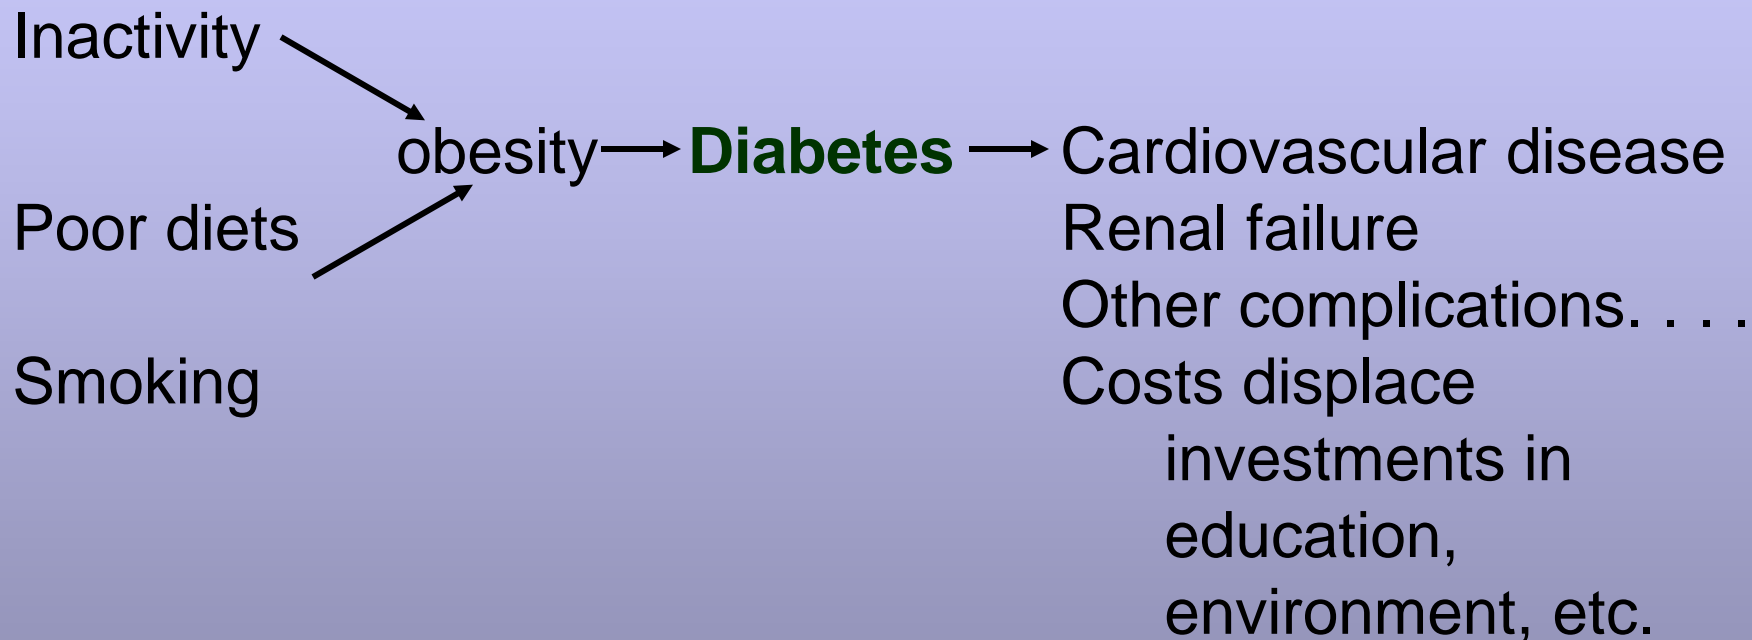 Inactivity
obesity Diabetes Cardiovascular disease
Poor diets Renal failure
Other complications. . . .
Smoking Costs displace
investments in
education,
environment, etc.